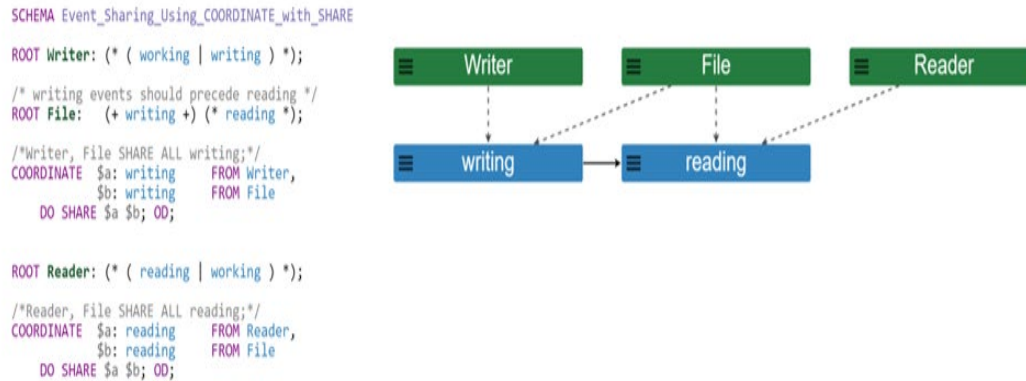 SCHEMA Event_Sharing_Using_COORDINATE_with_SHARE
ROOT Writer: (* ( working | writing ) *);
/* writing events should precede reading */
ROOT File: (+ writing +) (* reading *);
/*Writer, File SHARE ALL writing;*/
COORDINATE $a: writing FROM Writer,
$b: writing FROM File
DO SHARE $a $b; OD;
ROOT Reader: (* ( reading | working ) *);
/*Reader, File SHARE ALL reading;*/
COORDINATE $a: reading FROM Reader,
$b: reading FROM File
DO SHARE $a $b; OD;
Writer File Reader
writing reading